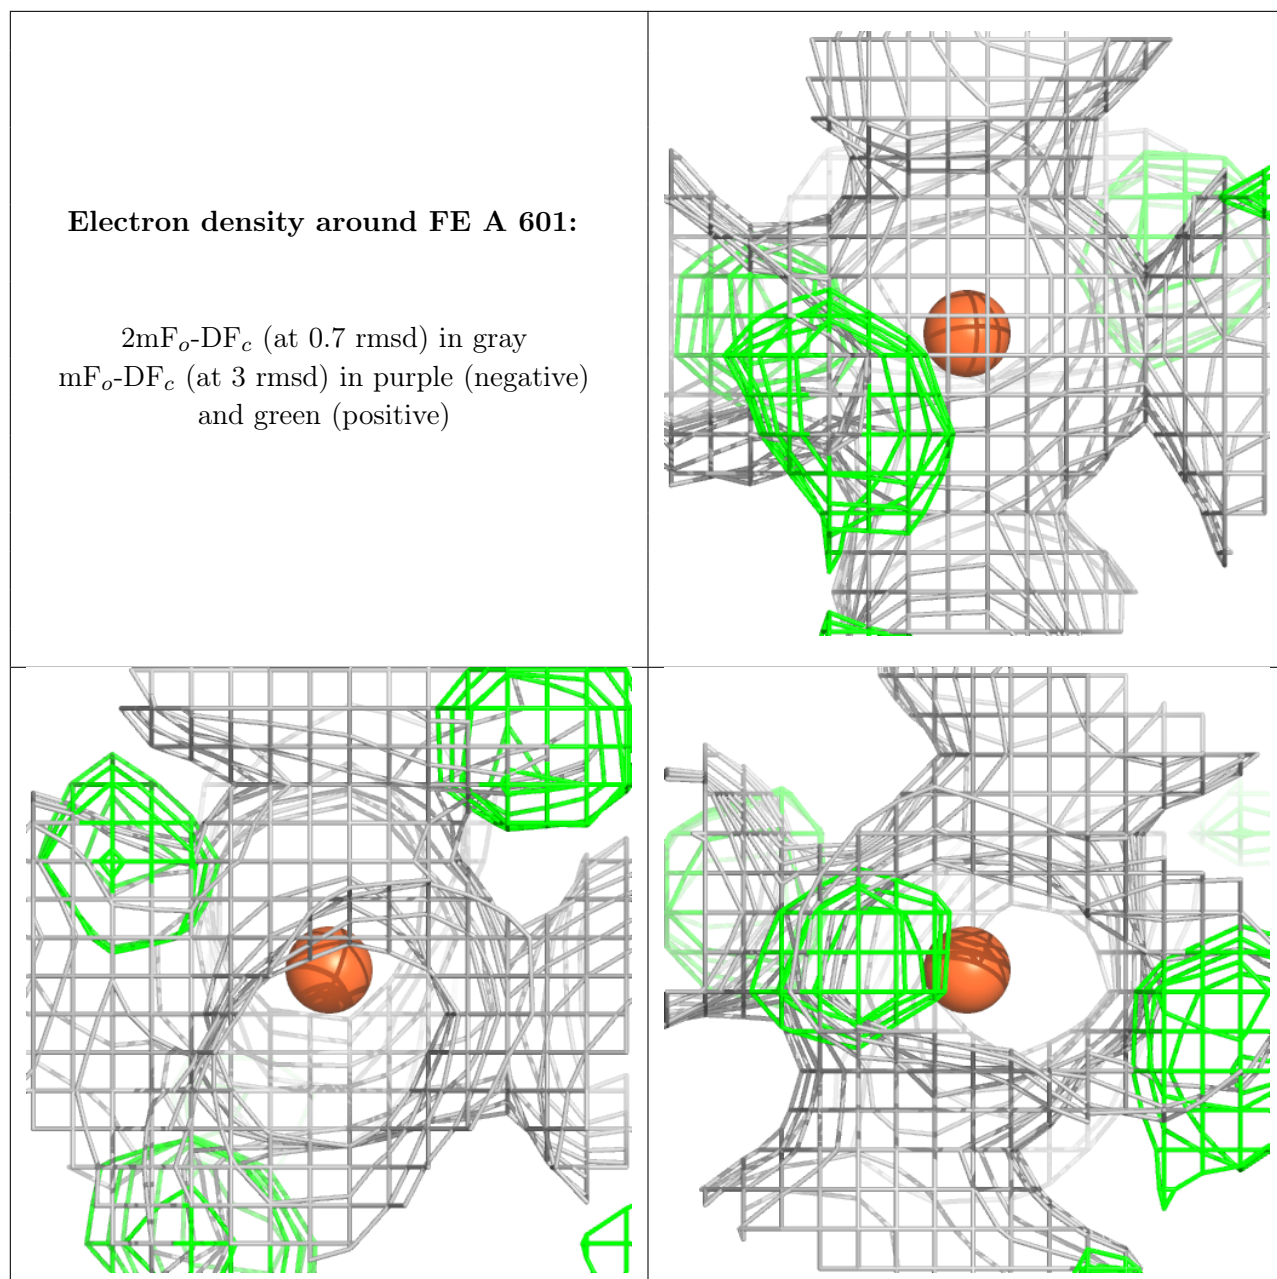 Electron density around FE A 601:
2mFo-DFc (at 0.7 rmsd) in gray
mFo-DFc (at 3 rmsd) in purple (negative)
and green (positive)